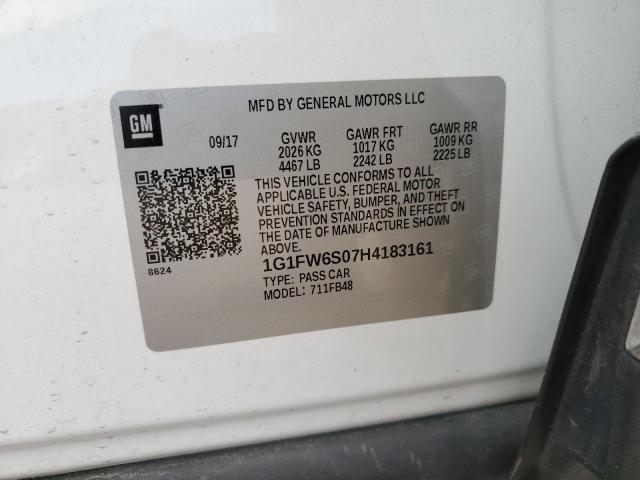 MFD BY GENERAL MOTORS LLC
GM
09/17 GVWR GAWR FRT GAWR RR
2026 KG 1017 KG 1009 KG
4467 LB 2242 LB 2225 LB
THIS VEHICLE CONFORMS TO ALL
APPLICABLE U.S. FEDERAL MOTOR
VEHICLE SAFETY, BUMPER, AND THEFT
PREVENTION STANDARDS IN EFFECT ON
THE DATE OF MANUFACTURE SHOWN
ABOVE.
8624
1G1FW6S07H4183161
TYPE: PASS CAR
MODEL: 711FB48